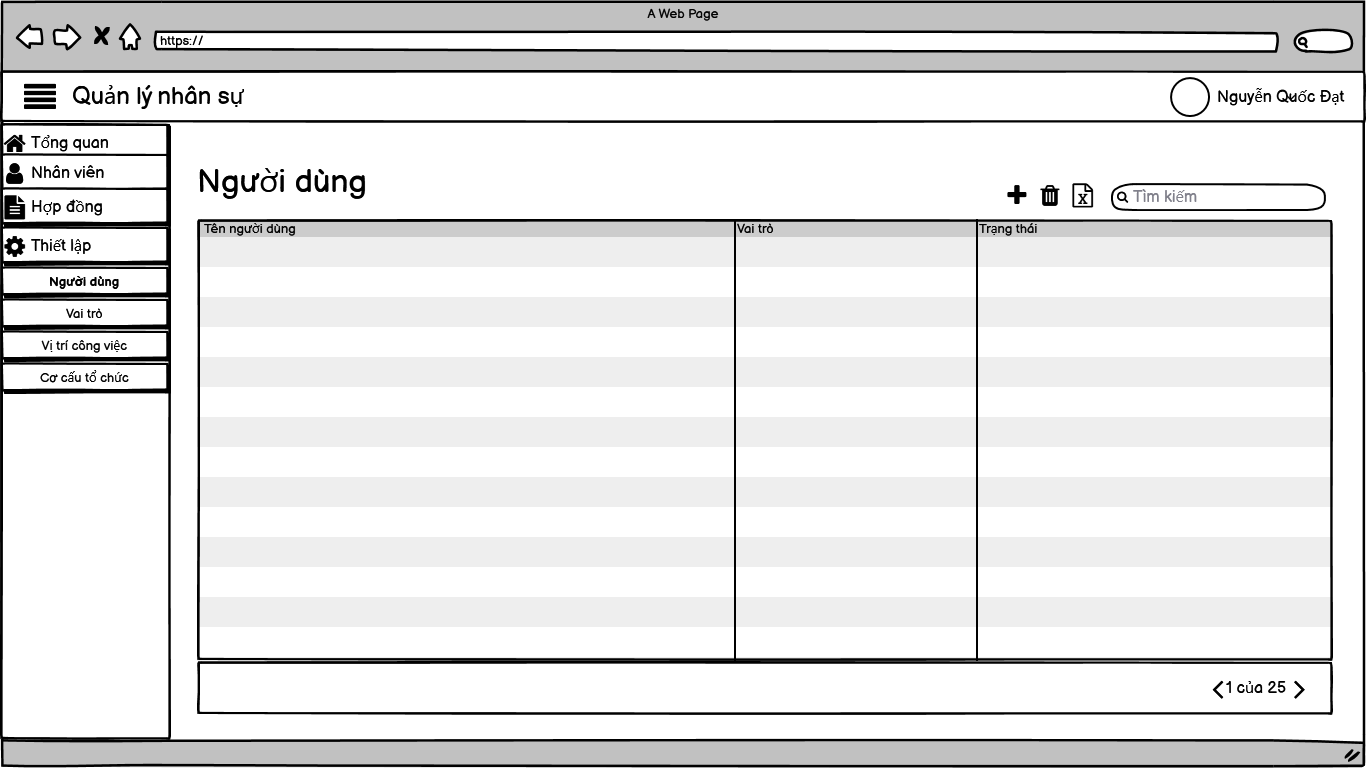 A Web Page
https://
Quản lý nhân sự
Nguyễn Quốc Đạt
Tổng quan
Nhân viên
Hợp đồng
Thiết lập
Người dùng
Vai trò
Vị trí công việc
Cơ cấu tổ chức
Người dùng
X
Tìm kiếm
Tên người dùng
Vai trò
Trạng thái
1 của 25